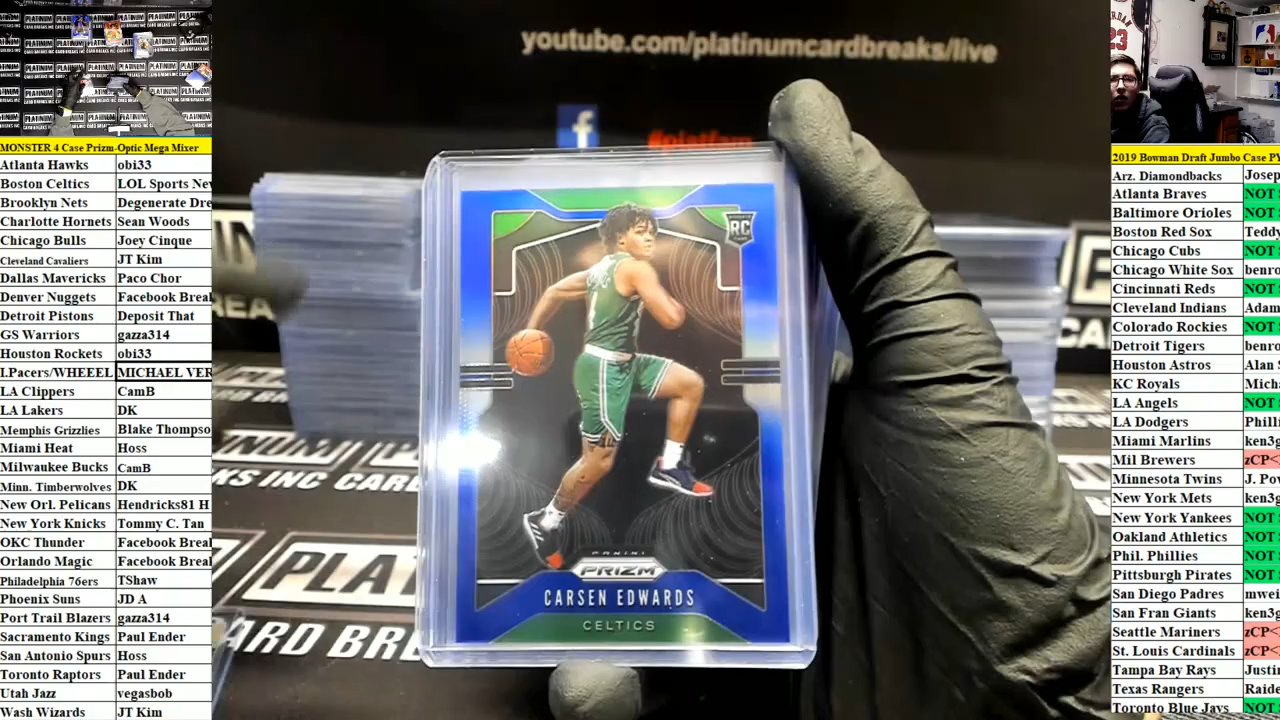 youtube.com/platin rdbreaks/live
#platfam
MONSTER 4 Case Prizm-Optic Mega Mixer
Atlanta Hawks obi33
Boston Celtics LOL Sports Nev
Brooklyn Nets Degenerate Dre
Charlotte Hornets Sean Woods
Chicago Bulls Joey Cinque
Cleveland Cavaliers JT Kim
Dallas Mavericks Paco Chor
Denver Nuggets Facebook Brea
Detroit Pistons Deposit That
GS Warriors gazza314
Houston Rockets obi33
I.Pacers/WHEEEL MICHAEL VER
LA Clippers CamB
LA Lakers DK
Memphis Grizzlies Blake Thompso
Miami Heat Hoss
Milwaukee Bucks CamB
Minn. Timberwolves DK
New Orl. Pelicans Hendricks81 H
New York Knicks Tommy C. Tan
OKC Thunder Facebook Brea
Orlando Magic Facebook Brea
Philadelphia 76ers TShaw
Phoenix Suns JD A
Port Trail Blazers gazza314
Sacramento Kings Paul Ender
San Antonio Spurs Hoss
Toronto Raptors Paul Ender
Utah Jazz vegasbob
Wash Wizards JT Kim
RC
PANINI
PRIZM
CARSEN EDWARDS
CELTICS
23
2019 Bowman Draft Jumbo Case PY
Arz. Diamondbacks Josep
Atlanta Braves NOT S
Baltimore Orioles NOT S
Boston Red Sox Teddy
Chicago Cubs NOT S
Chicago White Sox benro
Cincinnati Reds NOT S
Cleveland Indians Adam
Colorado Rockies NOT S
Detroit Tigers benro
Houston Astros Alan S
KC Royals Micha
LA Angels NOT S
LA Dodgers Philli
Miami Marlins ken3g
Mil Brewers zCP<
Minnesota Twins J. Pov
New York Mets ken3g
New York Yankees NOT S
Oakland Athletics NOT S
Phil. Phillies NOT S
Pittsburgh Pirates NOT S
San Diego Padres mwei
San Fran Giants ken3g
Seattle Mariners zCP<
St. Louis Cardinals zCP<
Tampa Bay Rays Justin
Texas Rangers Raide
Toronto Blue Jays NOT S